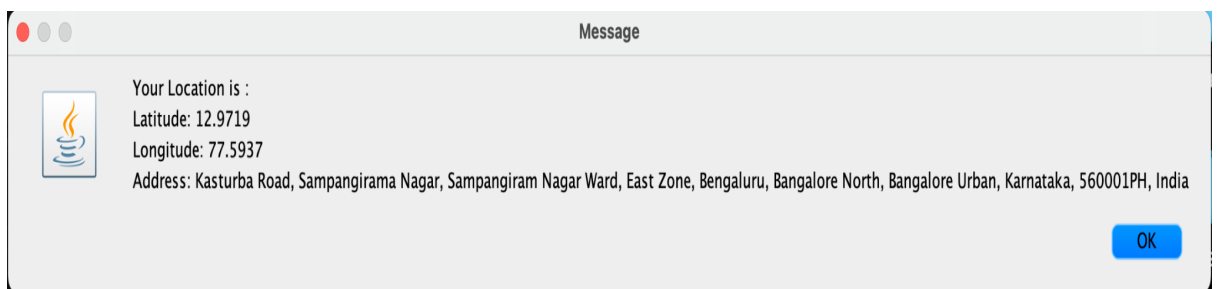 Message
Your Location is :
Latitude: 12.9719
Longitude: 77.5937
Address: Kasturba Road, Sampangirama Nagar, Sampangiram Nagar Ward, East Zone, Bengaluru, Bangalore North, Bangalore Urban, Karnataka, 560001PH, India
OK